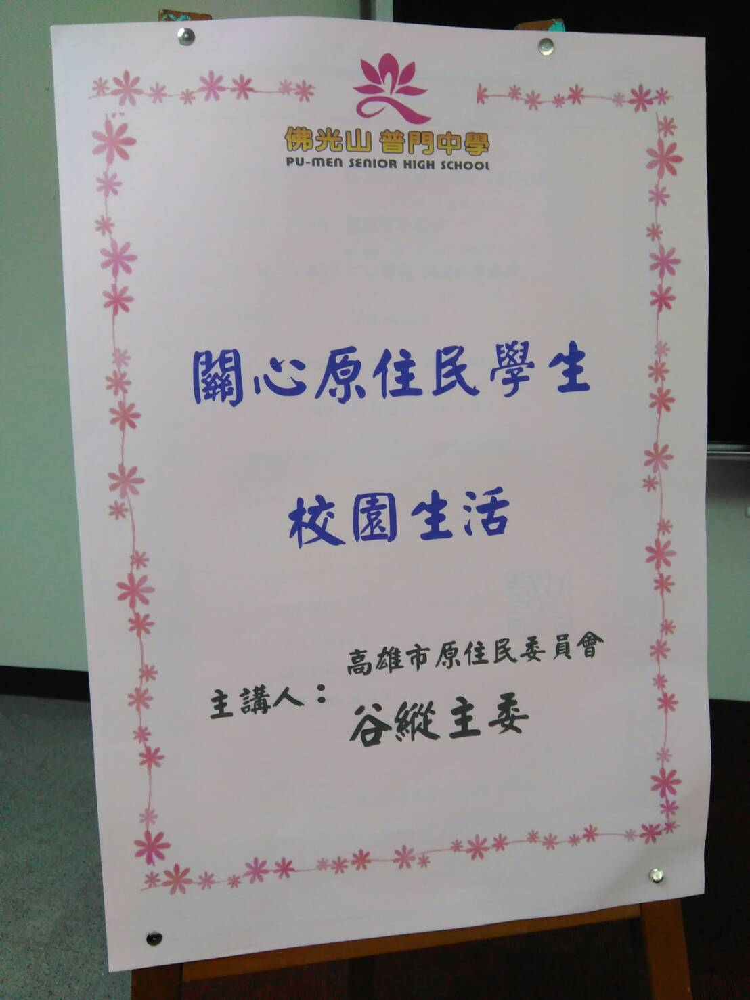 佛光山 普門中學
PU-MEN SENIOR HIGH SCHOOL
關心原住民學生
校園生活
高雄市原住民委員會
主講人：
谷縱主委